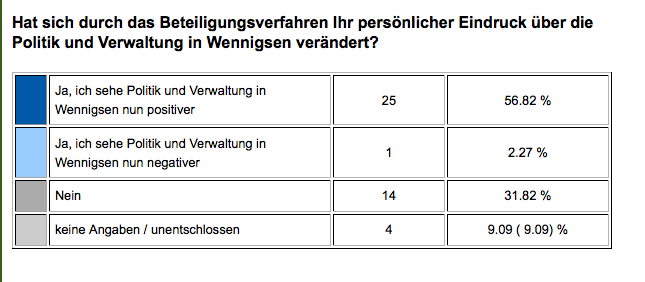 Hat sich durch das Beteiligungsverfahren Ihr persönlicher Eindruck über die
Politik und Verwaltung in Wennigsen verändert?
Ja, ich sehe Politik und Verwaltung in
Wennigsen nun positiver
25
56.82 %
Ja, ich sehe Politik und Verwaltung in
Wennigsen nun negativer
1
2.27 %
Nein
14
31.82 %
keine Angaben / unentschlossen
4
9.09 ( 9.09) %